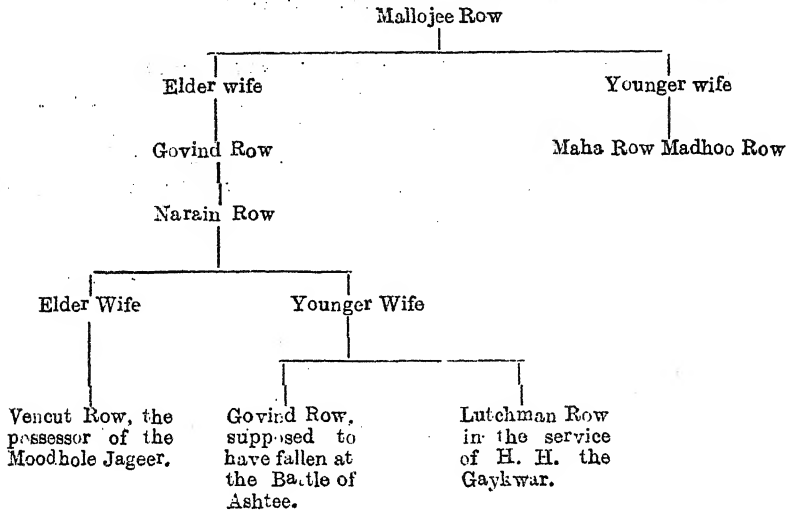 Mallojee Row
Elder wife
Younger wife
Govind Row
Maha Row Madhoo Row
Narain Row
Elder Wife
Younger Wife
Vencut Row, the
possessor of the
Moodhole Jageer.
Govind Row,
supposed to
have fallen at
the Battle of
Ashtee.
Lutchman Row
in the service
of H. H. the
Gaykwar.